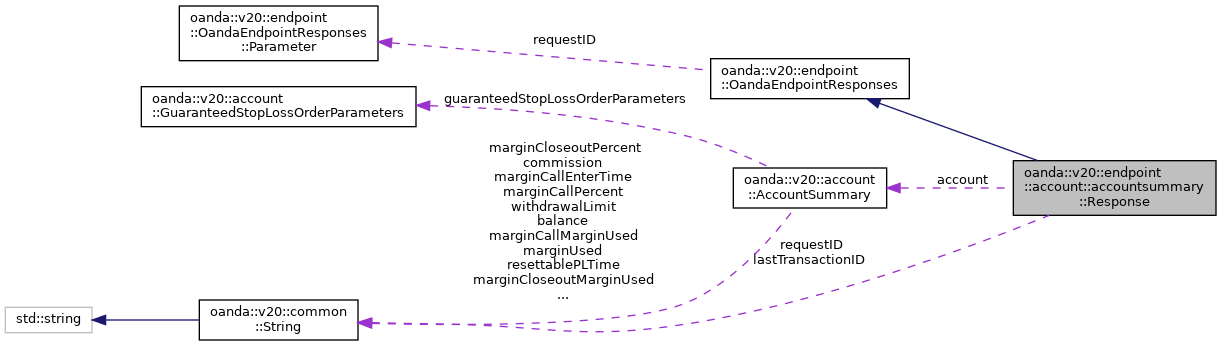 oanda::v20::endpoint
::OandaEndpointResponses
::Parameter
requestID
oanda::v20::endpoint
::OandaEndpointResponses
oanda::v20::account
::GuaranteedStopLossOrderParameters
guaranteedStopLossOrderParameters
marginCloseoutPercent
commission
marginCallEnterTime
marginCallPercent
withdrawalLimit
balance
marginCallMarginUsed
marginUsed
resettablePLTime
marginCloseoutMarginUsed
...
oanda::v20::account
::AccountSummary
account
oanda::v20::endpoint
::account::accountsummary
::Response
requestID
lastTransactionID
std::string
oanda::v20::common
::String